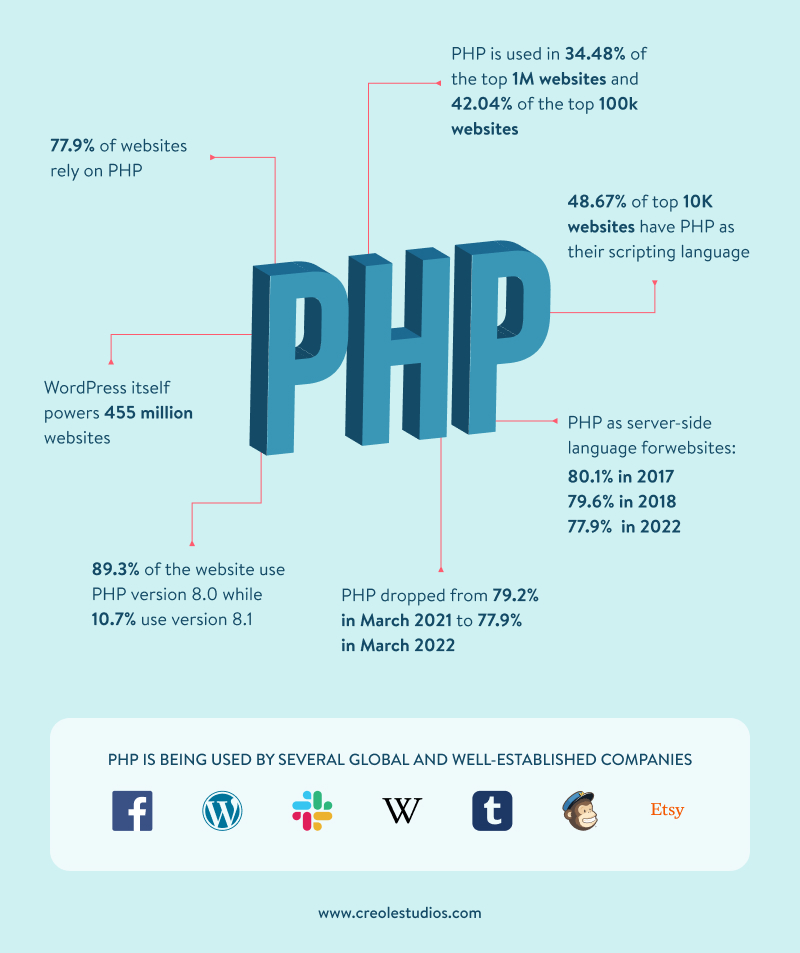 PHP is used in 34.48% of
the top 1M websites and
42.04% of the top 100k
websites
77.9% of websites
rely on PHP
48.67% of top 10K
websites have PHP as
their scripting language
PHP
WordPress itself
powers 455 million
websites
PHP as server-side
language forwebsites:
80.1% in 2017
79.6% in 2018
77.9% in 2022
89.3% of the website use
PHP version 8.0 while
10.7% use version 8.1
PHP dropped from 79.2%
in March 2021 to 77.9%
in March 2022
PHP IS BEING USED BY SEVERAL GLOBAL AND WELL-ESTABLISHED COMPANIES
f W W t Etsy
www.creolestudios.com